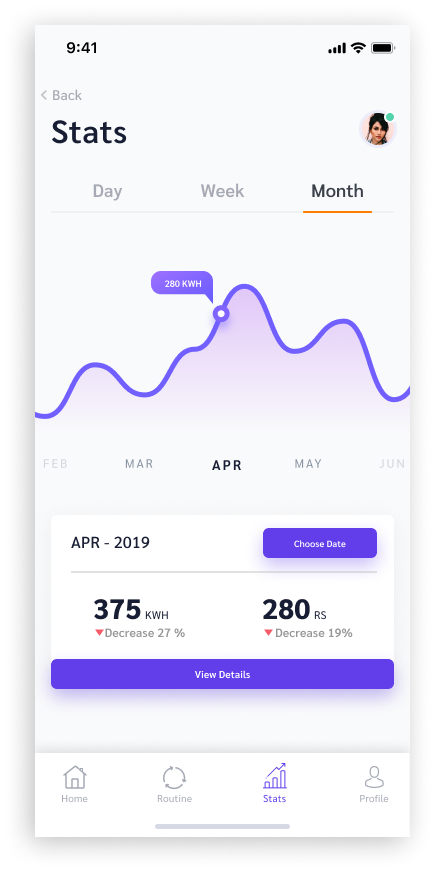 9:41
Back
Stats
Day Week Month
280 KWH
FEB MAR APR MAY JUN
APR - 2019 Choose Date
375 KWH 280 RS
Decrease 27 % Decrease 19%
View Details
Home Routine Stats Profile